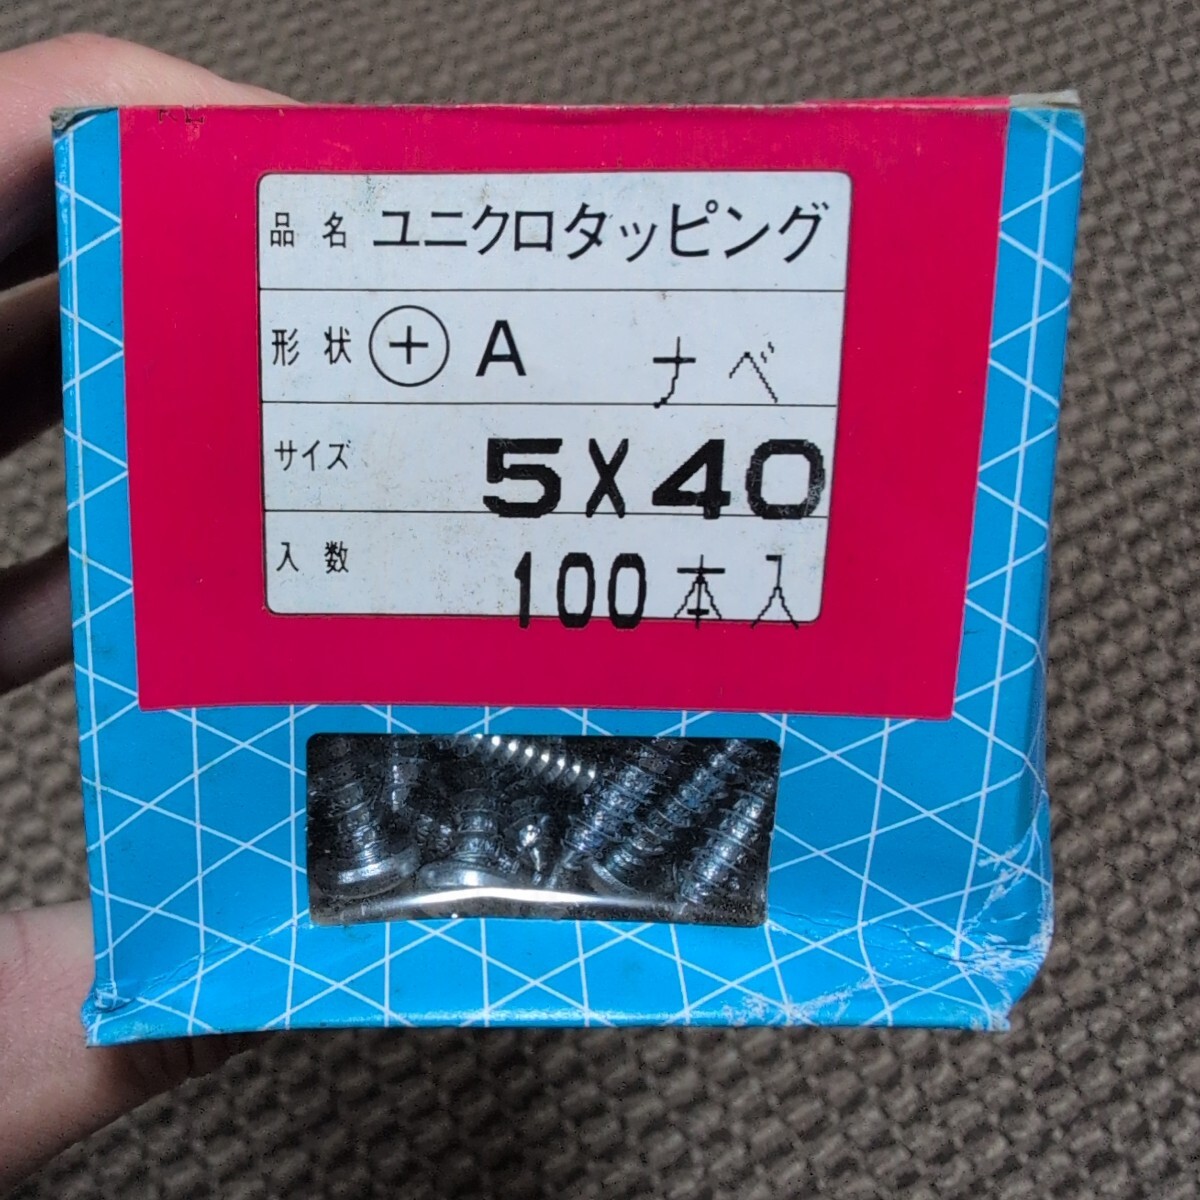 品名 ユニクロタッピング
形状 ⊕ A ナベ
サイズ 5X40
入数 100本入